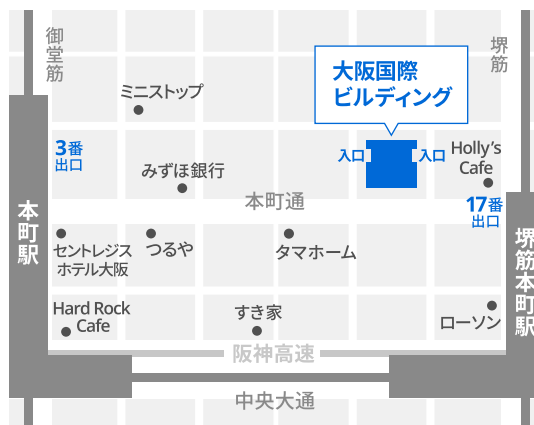 御堂筋
堺筋
大阪国際
ビルディング
ミニストップ
3番
出口
入口
入口
Holly's
Cafe
みずほ銀行
本町通
17番
出口
本町駅
堺筋本町駅
セントレジス
ホテル大阪
つるや
タマホーム
Hard Rock
Cafe
すき家
ローソン
阪神高速
中央大通